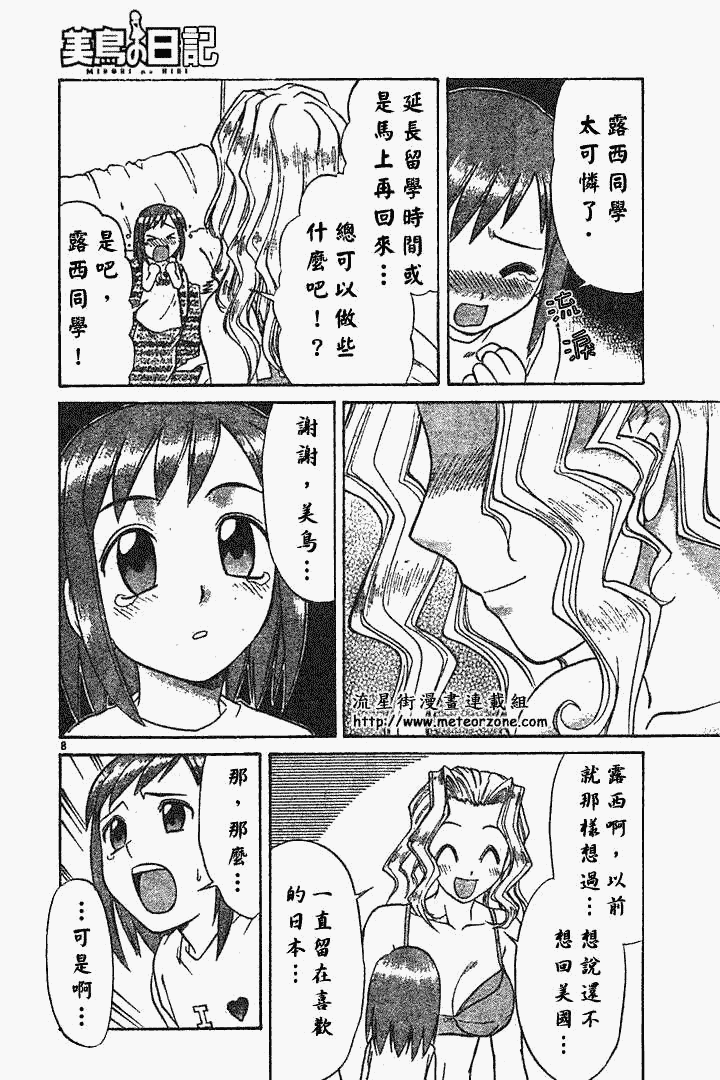 美鳥の日記
MIDORI no HIBI
露西同學
太可憐了.
流淚
延長留學時間或
是馬上再回來…
總可以做些
什麼吧！？
是吧，
露西同學！
謝謝，美鳥…
流星街漫畫連載組
http://www.meteorzone.com
8
露西啊，以前
就那樣想過…想說還不
想回美國…
一直留在喜歡
的日本…
那，那麼…
…可是啊…
I